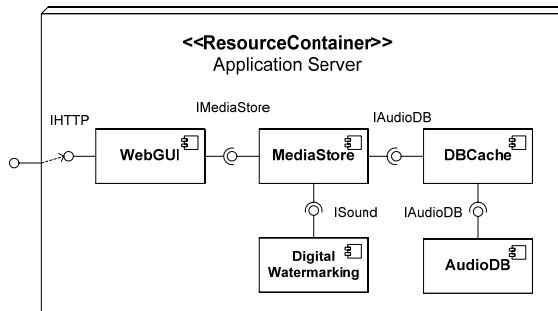 <<ResourceContainer>>
Application Server
IMediaStore
IAudioDB
IHTTP
WebGUI
MediaStore
DBCache
ISound
IAudioDB
Digital
Watermarking
AudioDB